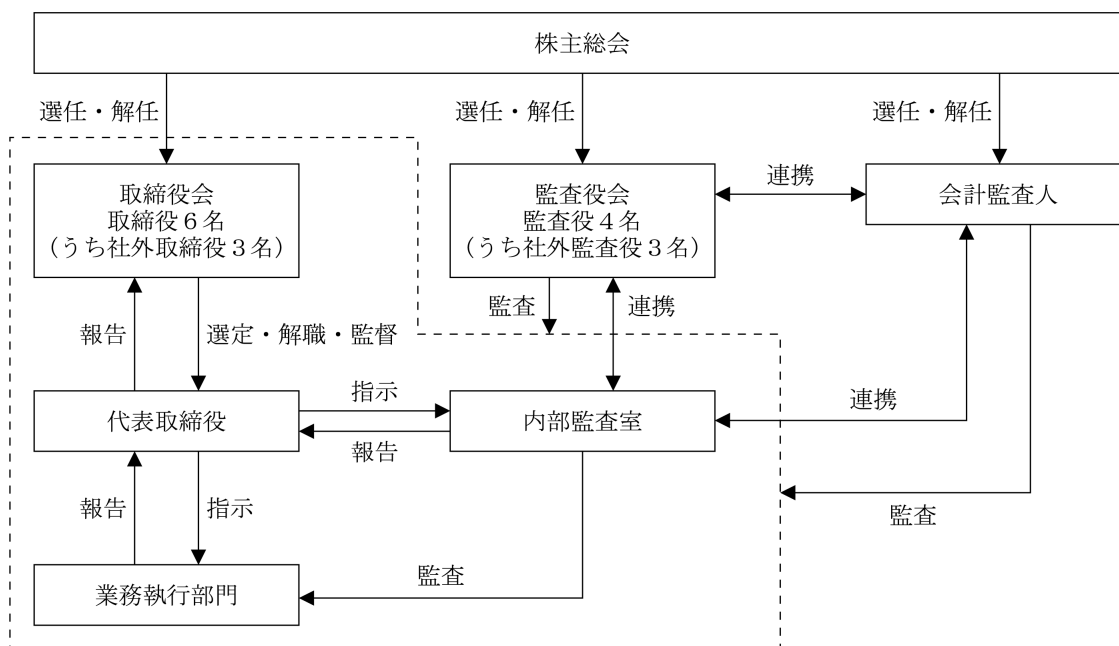 株主総会
選任・解任
選任・解任
選任・解任
取締役会
取締役６名
（うち社外取締役３名）
監査役会
監査役４名
（うち社外監査役３名）
連携
会計監査人
監査
連携
報告
選定・解職・監督
指示
連携
代表取締役
内部監査室
報告
報告
指示
監査
監査
業務執行部門